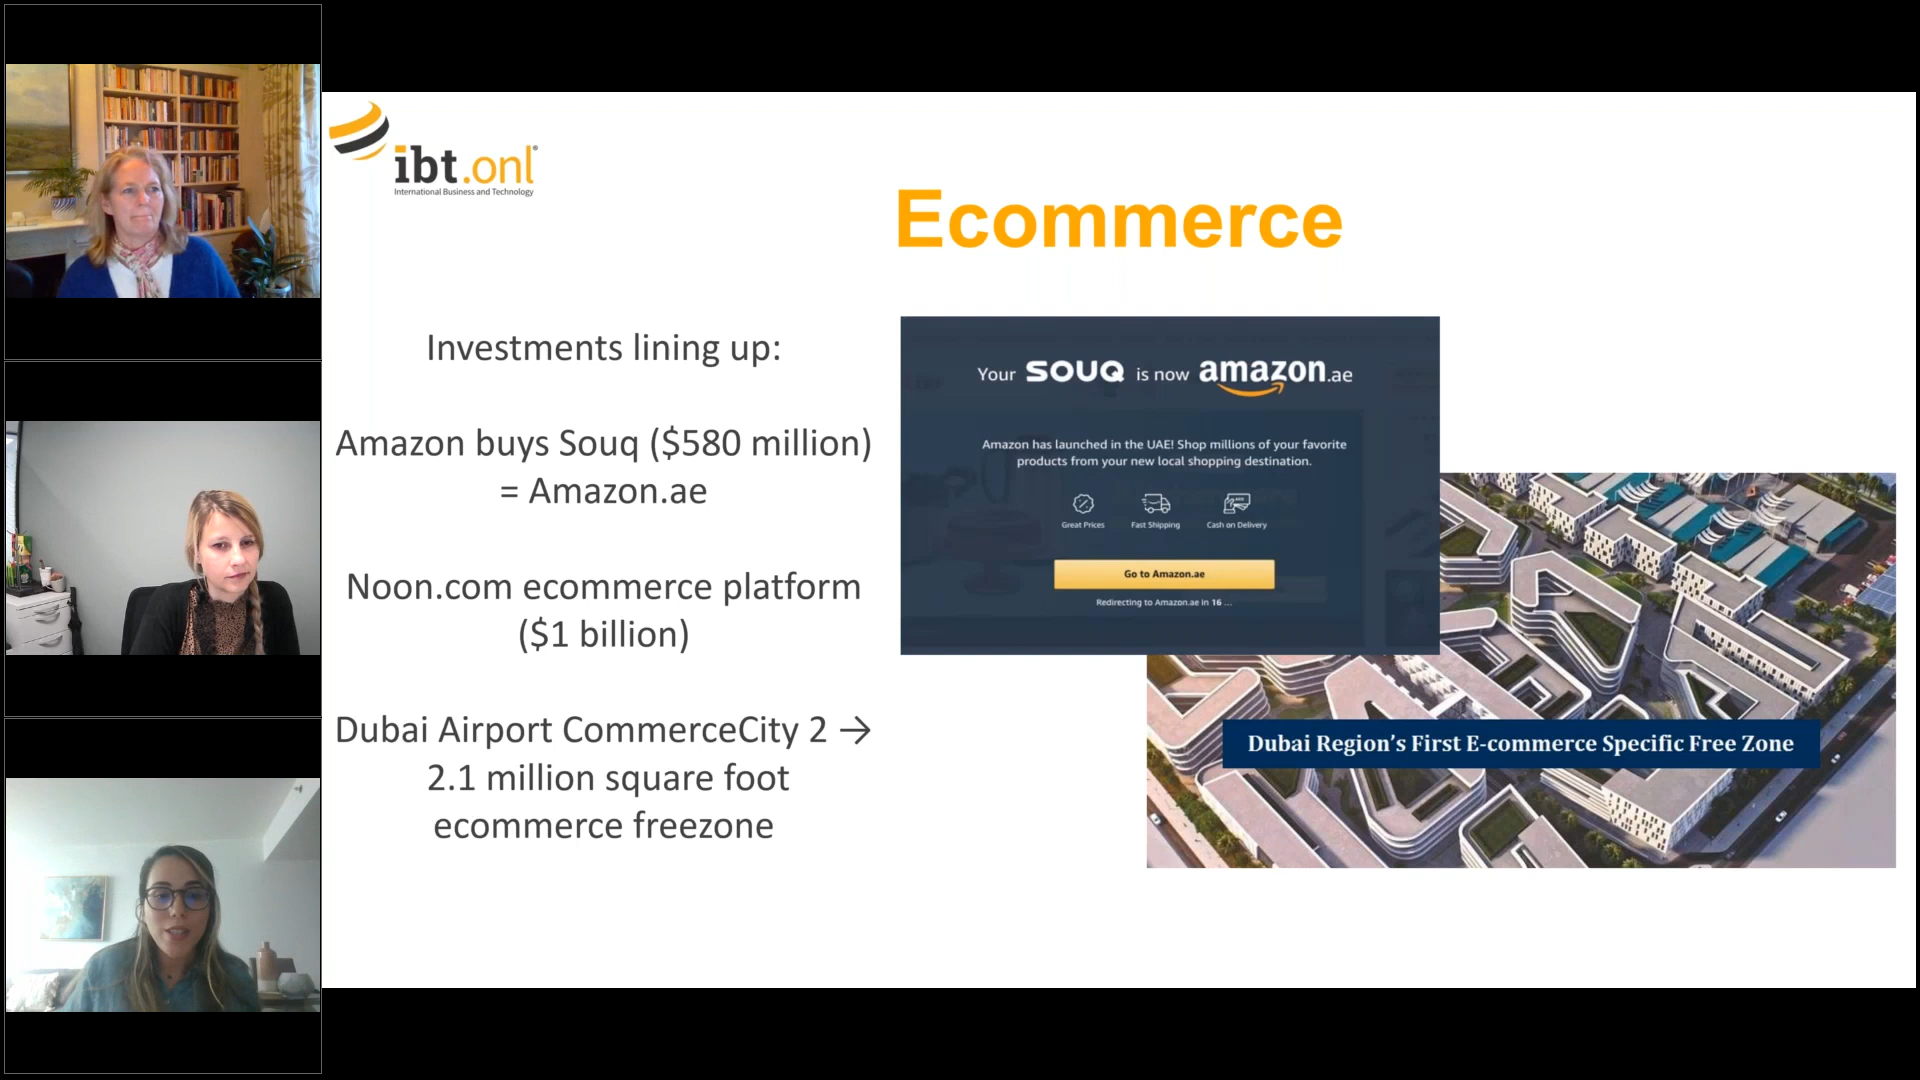 ibt.onl®
International Business and Technology
Ecommerce
Investments lining up:
Amazon buys Souq ($580 million)
= Amazon.ae
Noon.com ecommerce platform
($1 billion)
Dubai Airport CommerceCity 2 →
2.1 million square foot
ecommerce freezone
Your SOUQ is now amazon.ae
Amazon has launched in the UAE! Shop millions of your favorite
products from your new local shopping destination.
Great Prices Fast Shipping Cash on Delivery
Go to Amazon.ae
Redirecting to Amazon.ae in 16 ...
Dubai Region's First E-commerce Specific Free Zone